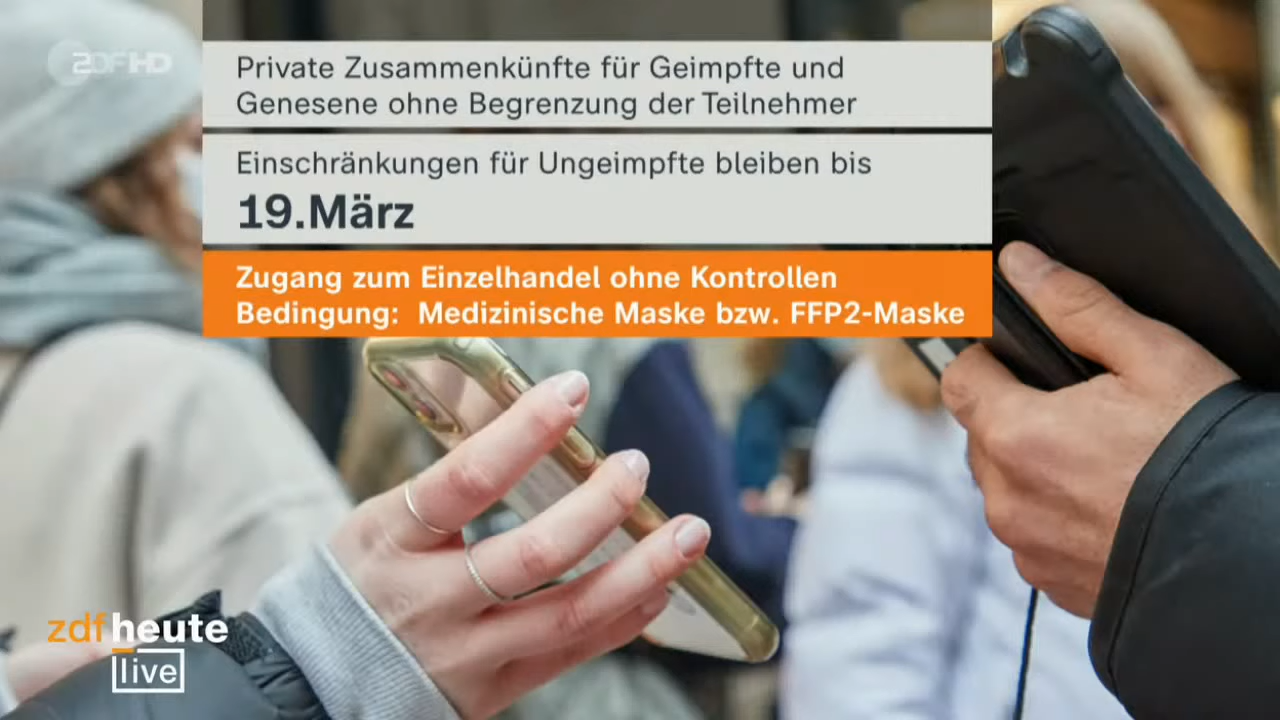 ZDF HD
Private Zusammenkünfte für Geimpfte und
Genesene ohne Begrenzung der Teilnehmer
Einschränkungen für Ungeimpfte bleiben bis
19.März
Zugang zum Einzelhandel ohne Kontrollen
Bedingung: Medizinische Maske bzw. FFP2-Maske
zdfheute
live